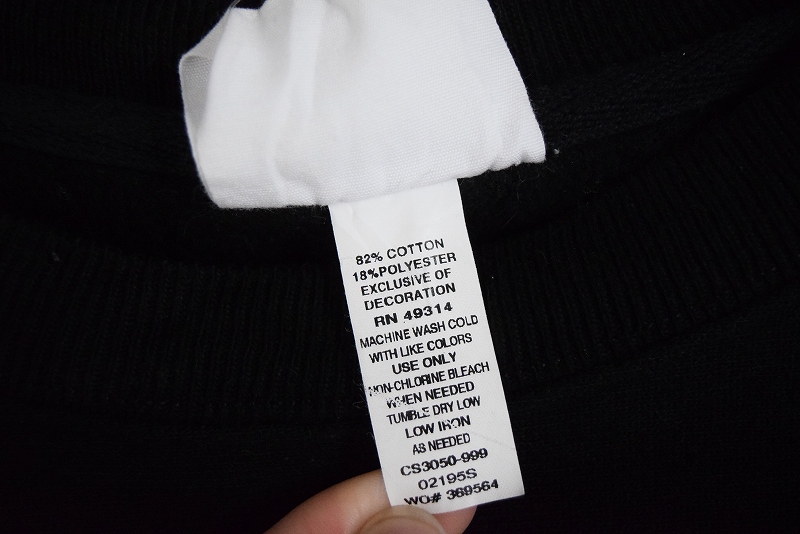 82% COTTON
18%POLYESTER
EXCLUSIVE OF
DECORATION
RN 49314
MACHINE WASH COLD
WITH LIKE COLORS
USE ONLY
NON-CHLORINE BLEACH
WHEN NEEDED
TUMBLE DRY LOW
LOW IRON
AS NEEDED
CS3050-999
02195S
WO# 369564